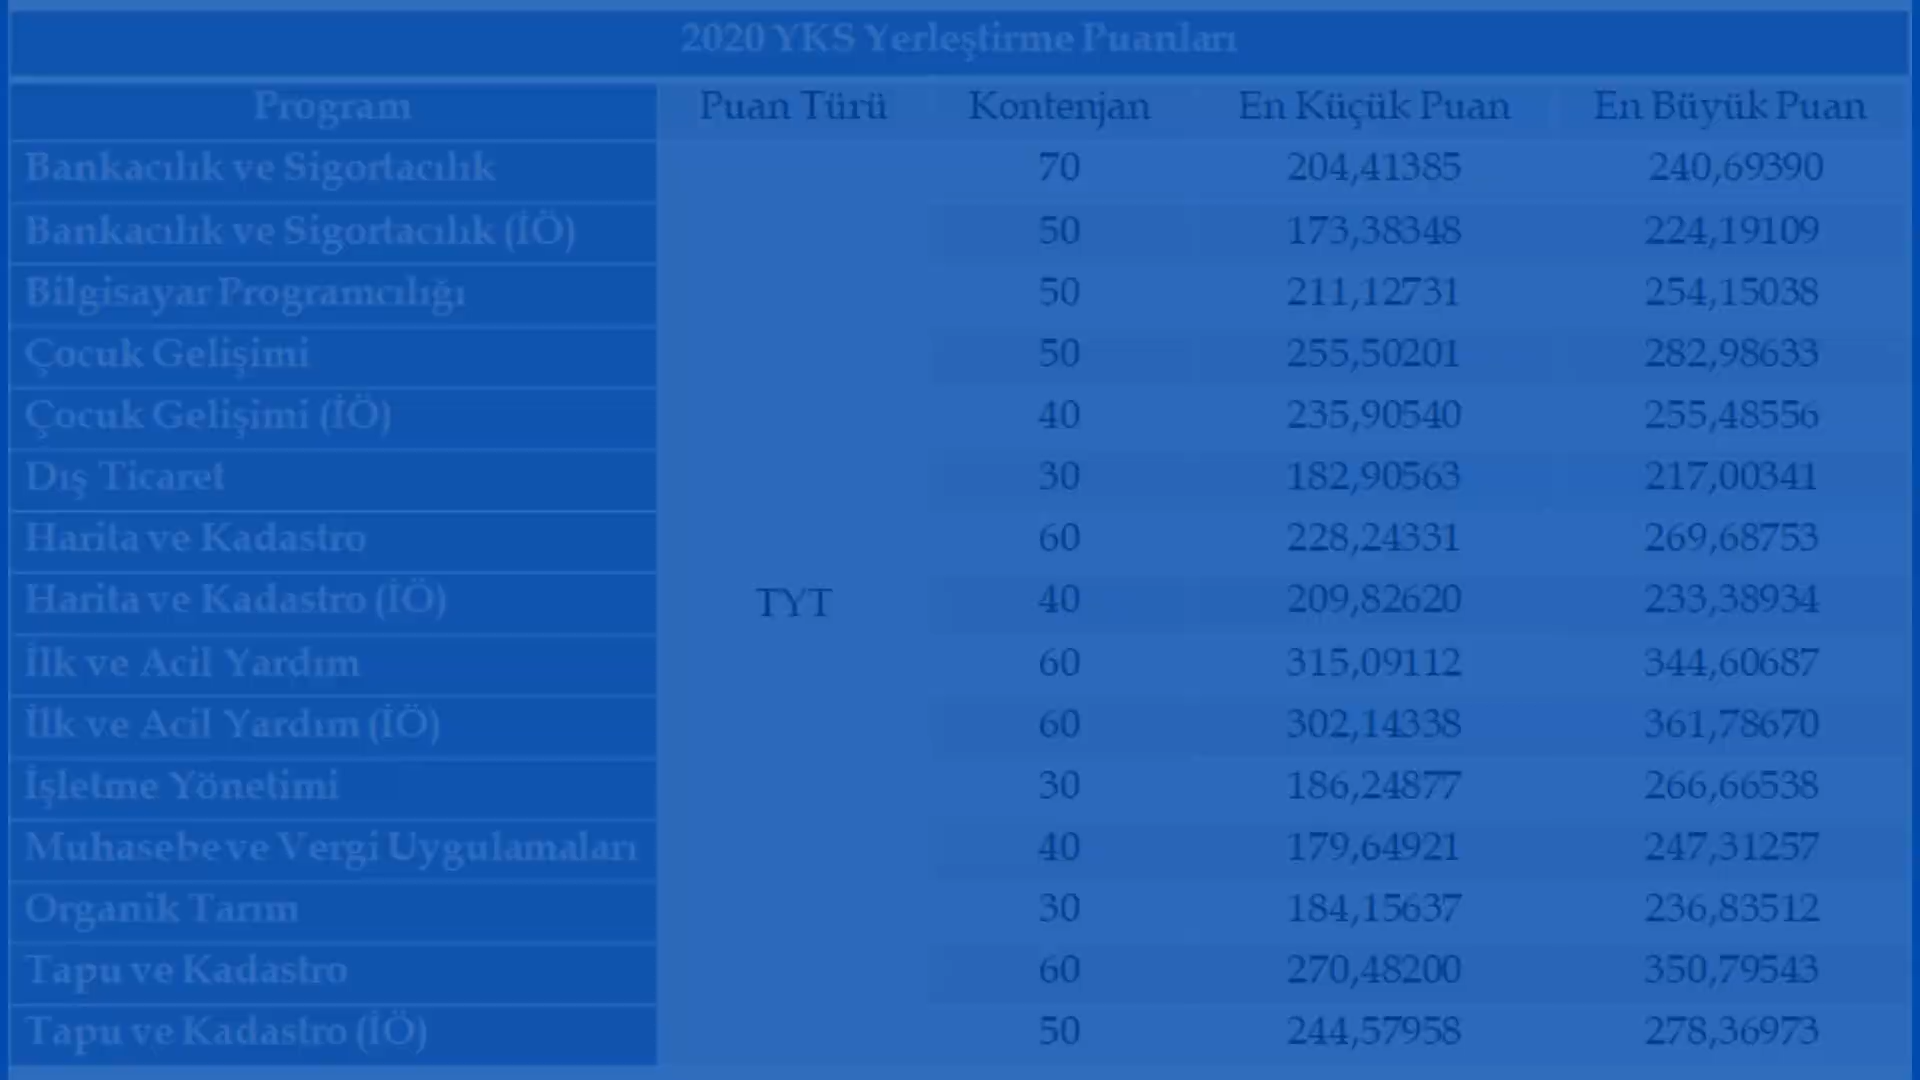 2020 YKS Yerleştirme Puanları
Program Puan Türü Kontenjan En Küçük Puan En Büyük Puan
Bankacılık ve Sigortacılık 70 204,41385 240,69390
Bankacılık ve Sigortacılık (İÖ) 50 173,38348 224,19109
Bilgisayar Programcılığı 50 211,12731 254,15038
Çocuk Gelişimi 50 255,50201 282,98633
Çocuk Gelişimi (İÖ) 40 235,90540 255,48556
Dış Ticaret 30 182,90563 217,00341
Harita ve Kadastro 60 228,24331 269,68753
Harita ve Kadastro (İÖ) TYT 40 209,82620 233,38934
İlk ve Acil Yardım 60 315,09112 344,60687
İlk ve Acil Yardım (İÖ) 60 302,14338 361,78670
İşletme Yönetimi 30 186,24877 266,66538
Muhasebe ve Vergi Uygulamaları 40 179,64921 247,31257
Organik Tarım 30 184,15637 236,83512
Tapu ve Kadastro 60 270,48200 350,79543
Tapu ve Kadastro (İÖ) 50 244,57958 278,36973